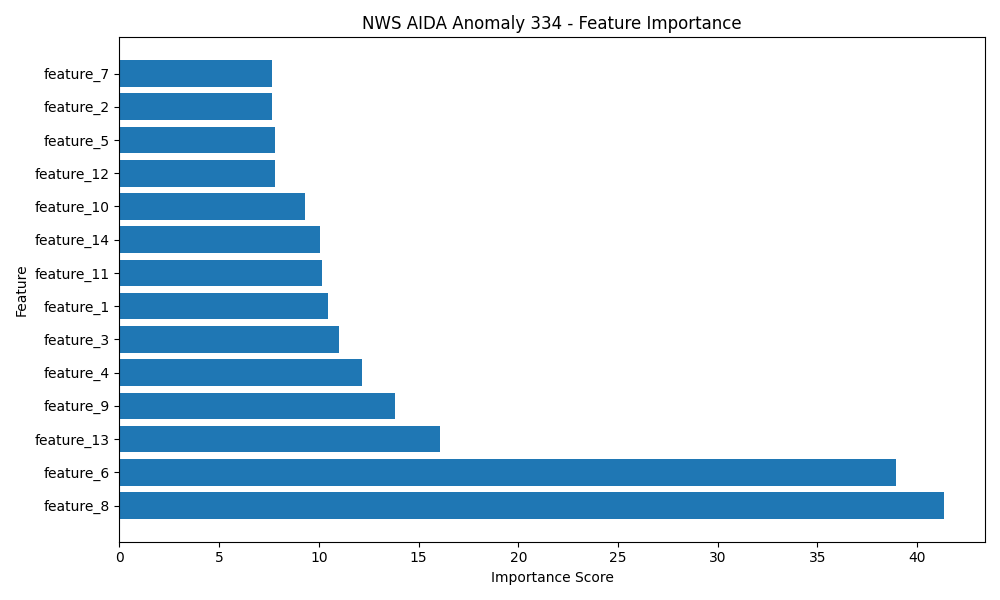 NWS AIDA Anomaly 334 - Feature Importance
Feature
feature_7
feature_2
feature_5
feature_12
feature_10
feature_14
feature_11
feature_1
feature_3
feature_4
feature_9
feature_13
feature_6
feature_8
0 5 10 15 20 25 30 35 40
Importance Score